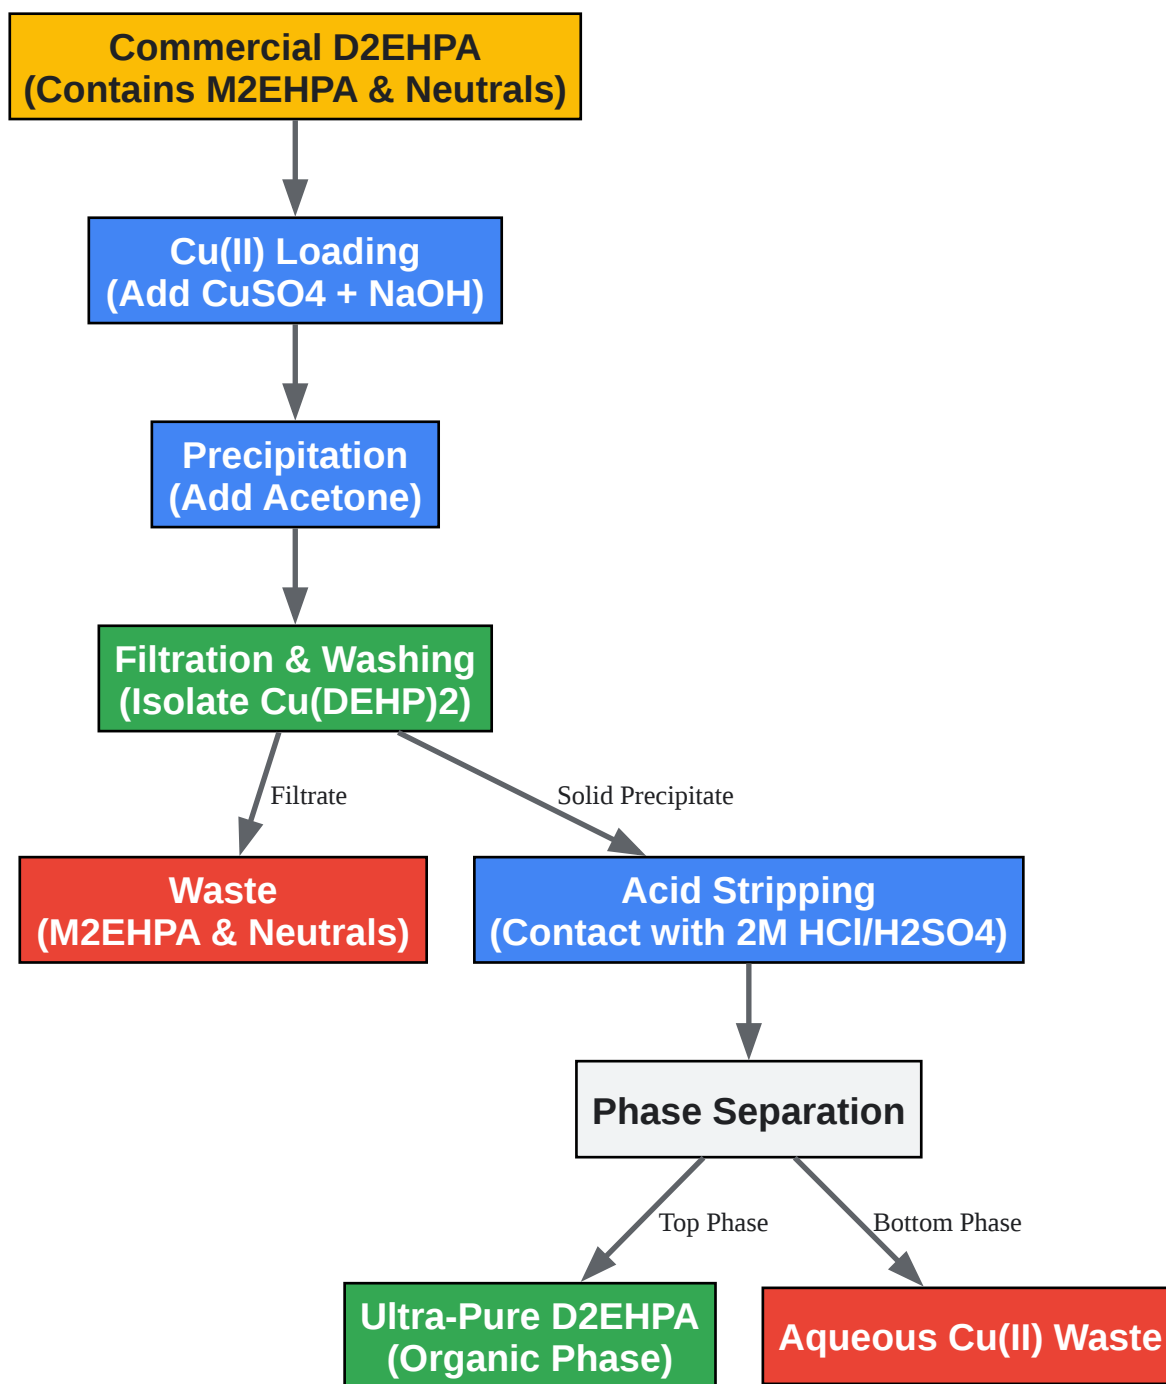 Commercial D2EHPA
(Contains M2EHPA & Neutrals)
Cu(II) Loading
(Add CuSO4 + NaOH)
Precipitation
(Add Acetone)
Filtration & Washing
(Isolate Cu(DEHP)2)
Filtrate
Solid Precipitate
Waste
(M2EHPA & Neutrals)
Acid Stripping
(Contact with 2M HCl/H2SO4)
Phase Separation
Top Phase
Bottom Phase
Ultra-Pure D2EHPA
(Organic Phase)
Aqueous Cu(II) Waste